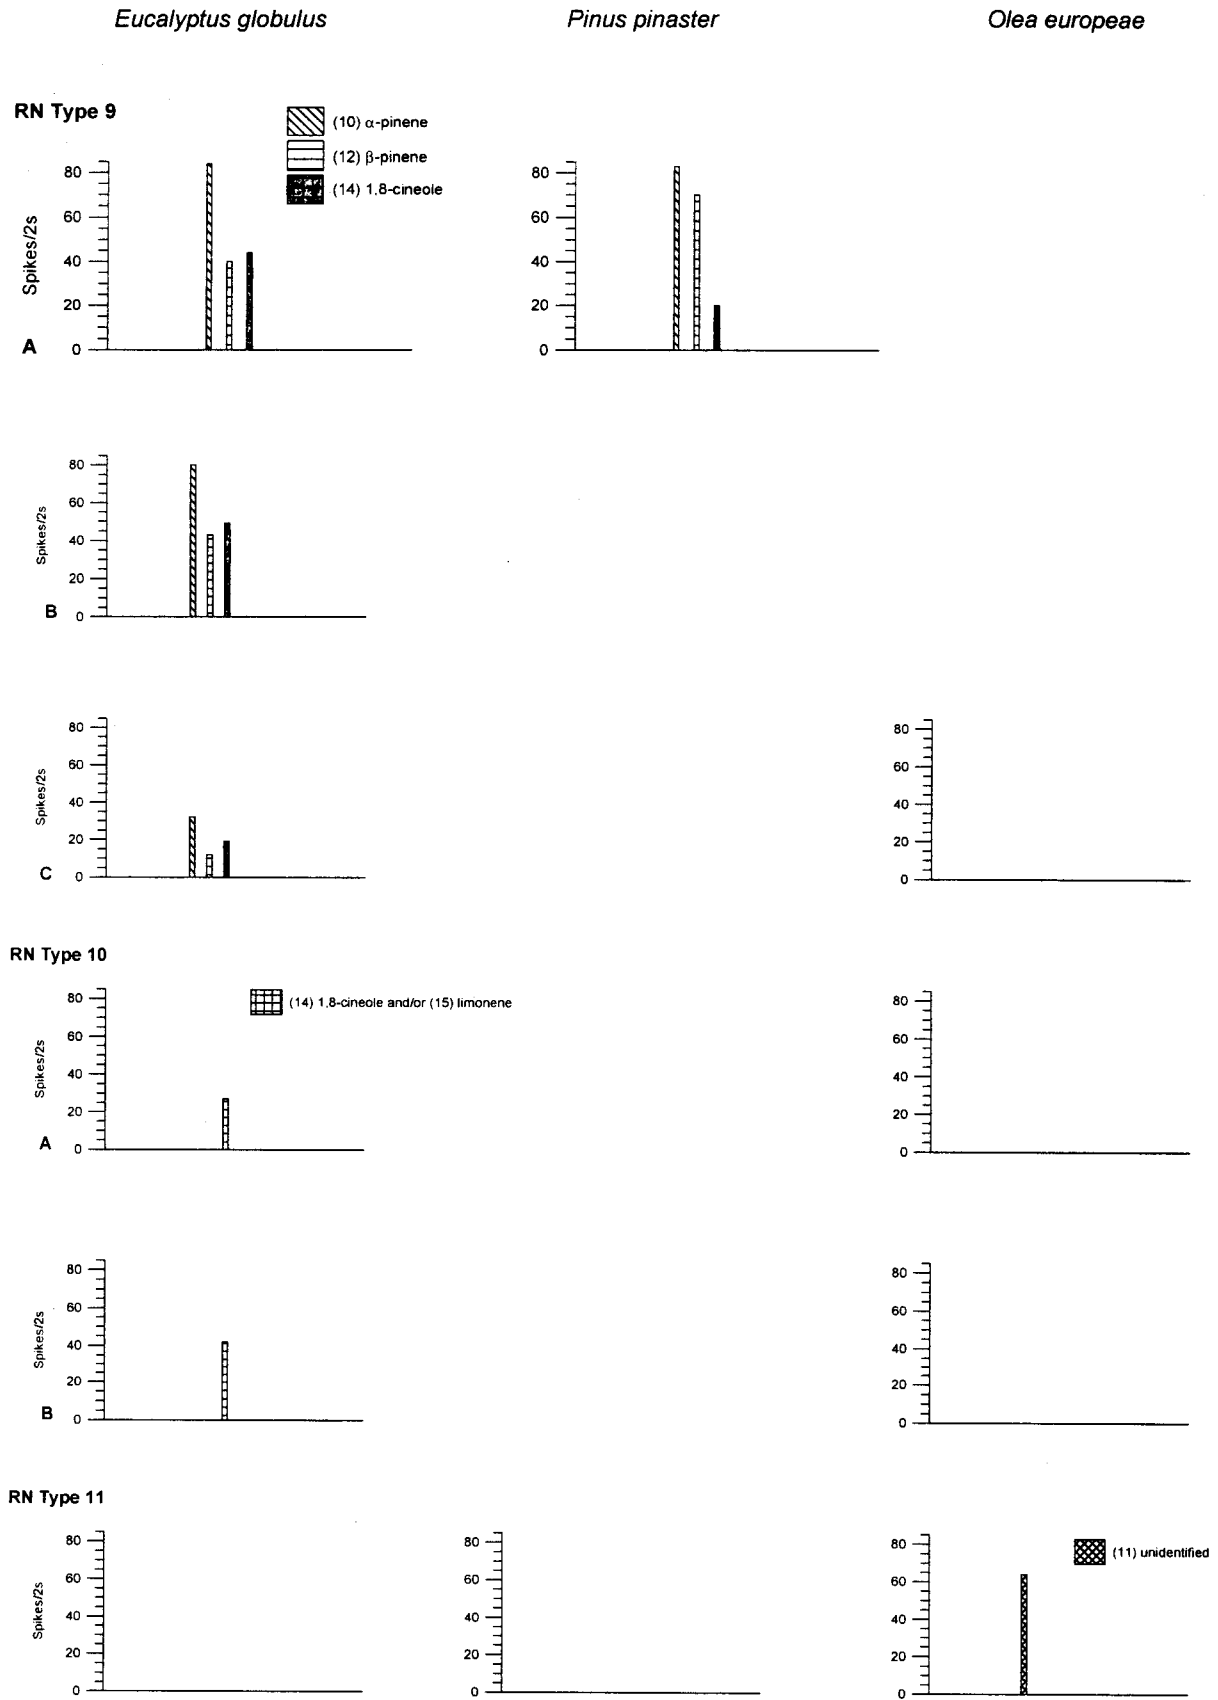 Eucalyptus globulus
Pinus pinaster
Olea europeae
RN Type 9
(10) α-pinene
(12) β-pinene
(14) 1,8-cineole
80
60
40
20
0
Spikes/2s
A
80
60
40
20
0
80
60
40
20
0
Spikes/2s
B
80
60
40
20
0
Spikes/2s
C
80
60
40
20
0
RN Type 10
(14) 1,8-cineole and/or (15) limonene
80
60
40
20
0
Spikes/2s
A
80
60
40
20
0
80
60
40
20
0
Spikes/2s
B
80
60
40
20
0
RN Type 11
80
60
40
20
0
Spikes/2s
80
60
40
20
0
80
60
40
20
0
(11) unidentified